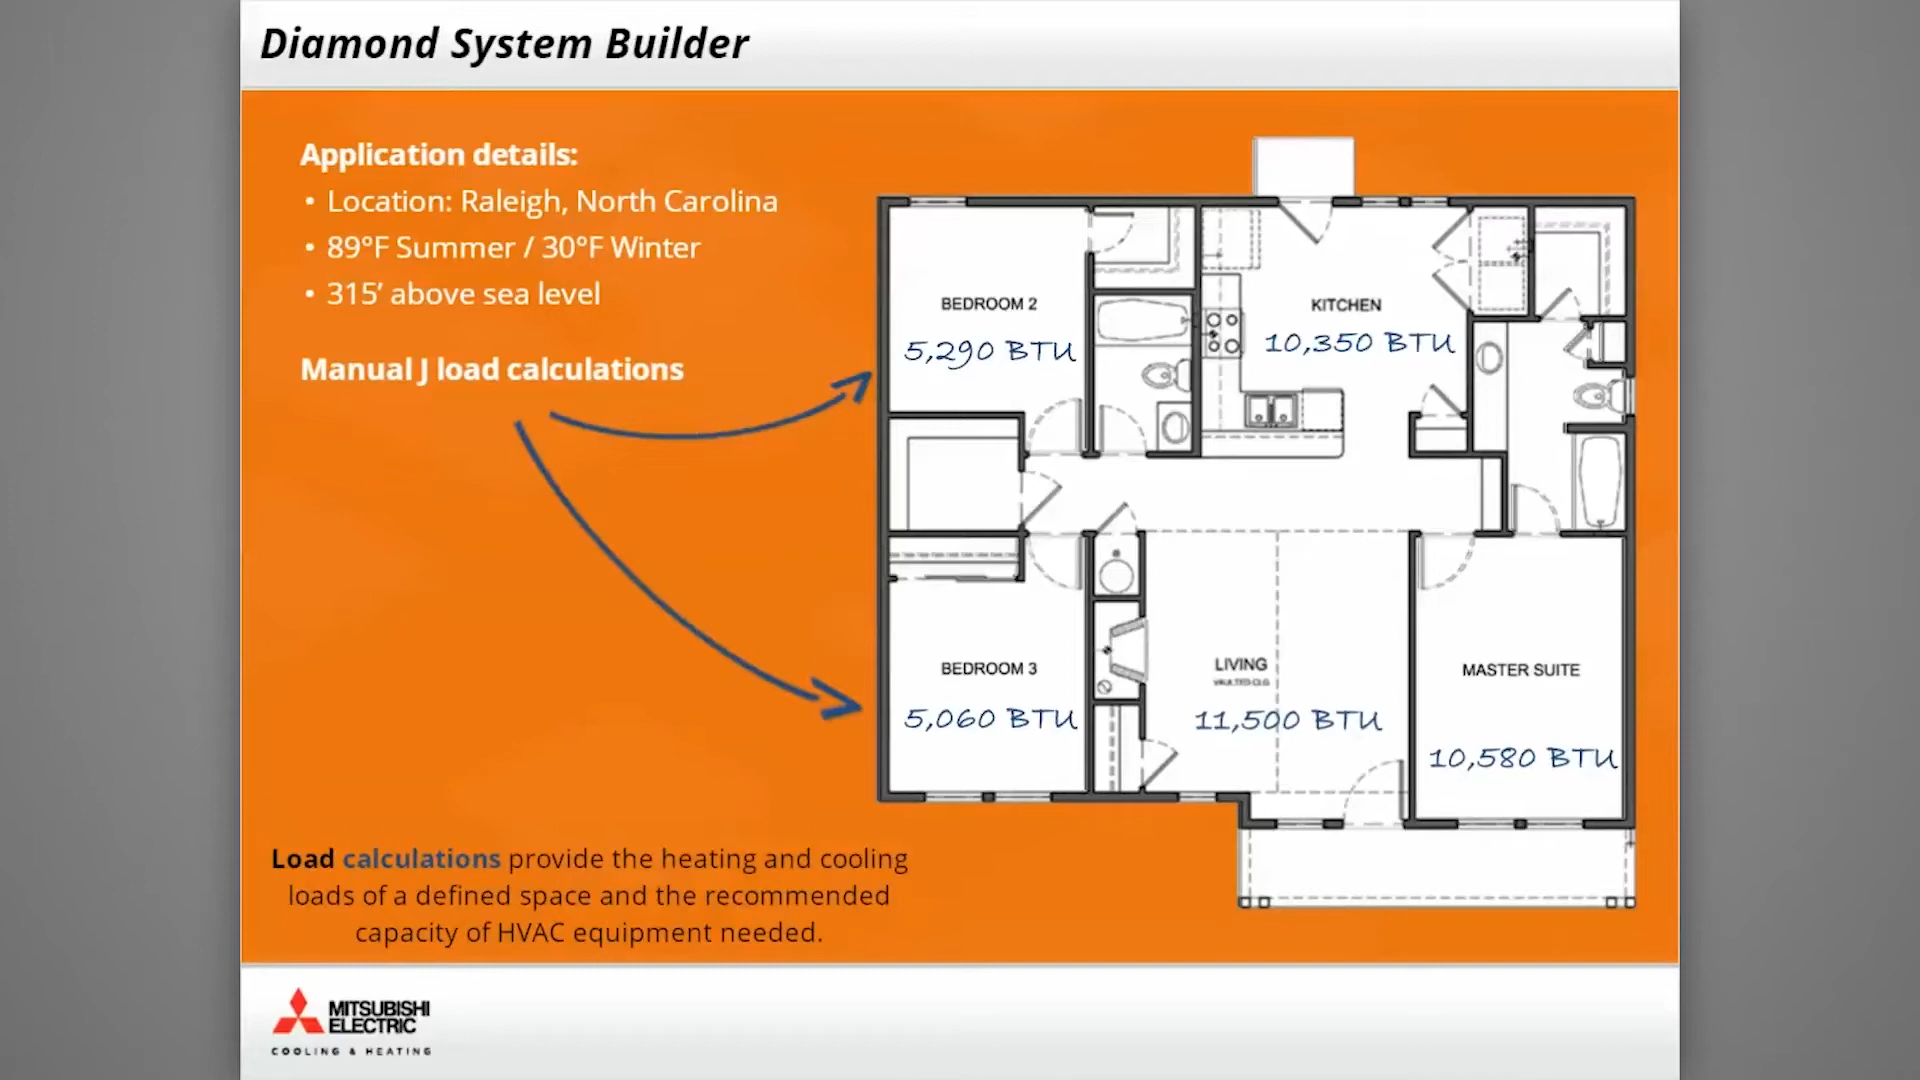 Diamond System Builder
Application details:
• Location: Raleigh, North Carolina
• 89°F Summer / 30°F Winter
• 315’ above sea level
Manual J load calculations
BEDROOM 2
5,290 BTU
KITCHEN
10,350 BTU
BEDROOM 3
5,060 BTU
LIVING
VAULTED CLG
11,500 BTU
MASTER SUITE
10,580 BTU
Load calculations provide the heating and cooling
loads of a defined space and the recommended
capacity of HVAC equipment needed.
MITSUBISHI
ELECTRIC
COOLING & HEATING